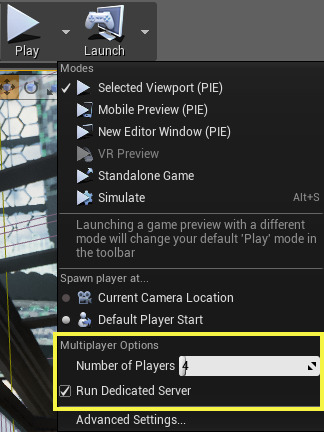 Play
Launch
Modes
Selected Viewport (PIE)
Mobile Preview (PIE)
New Editor Window (PIE)
VR Preview
Standalone Game
Simulate Alt+S
Launching a game preview with a different
mode will change your default 'Play' mode in
the toolbar
Spawn player at...
Current Camera Location
Default Player Start
Multiplayer Options
Number of Players 4
Run Dedicated Server
Advanced Settings...